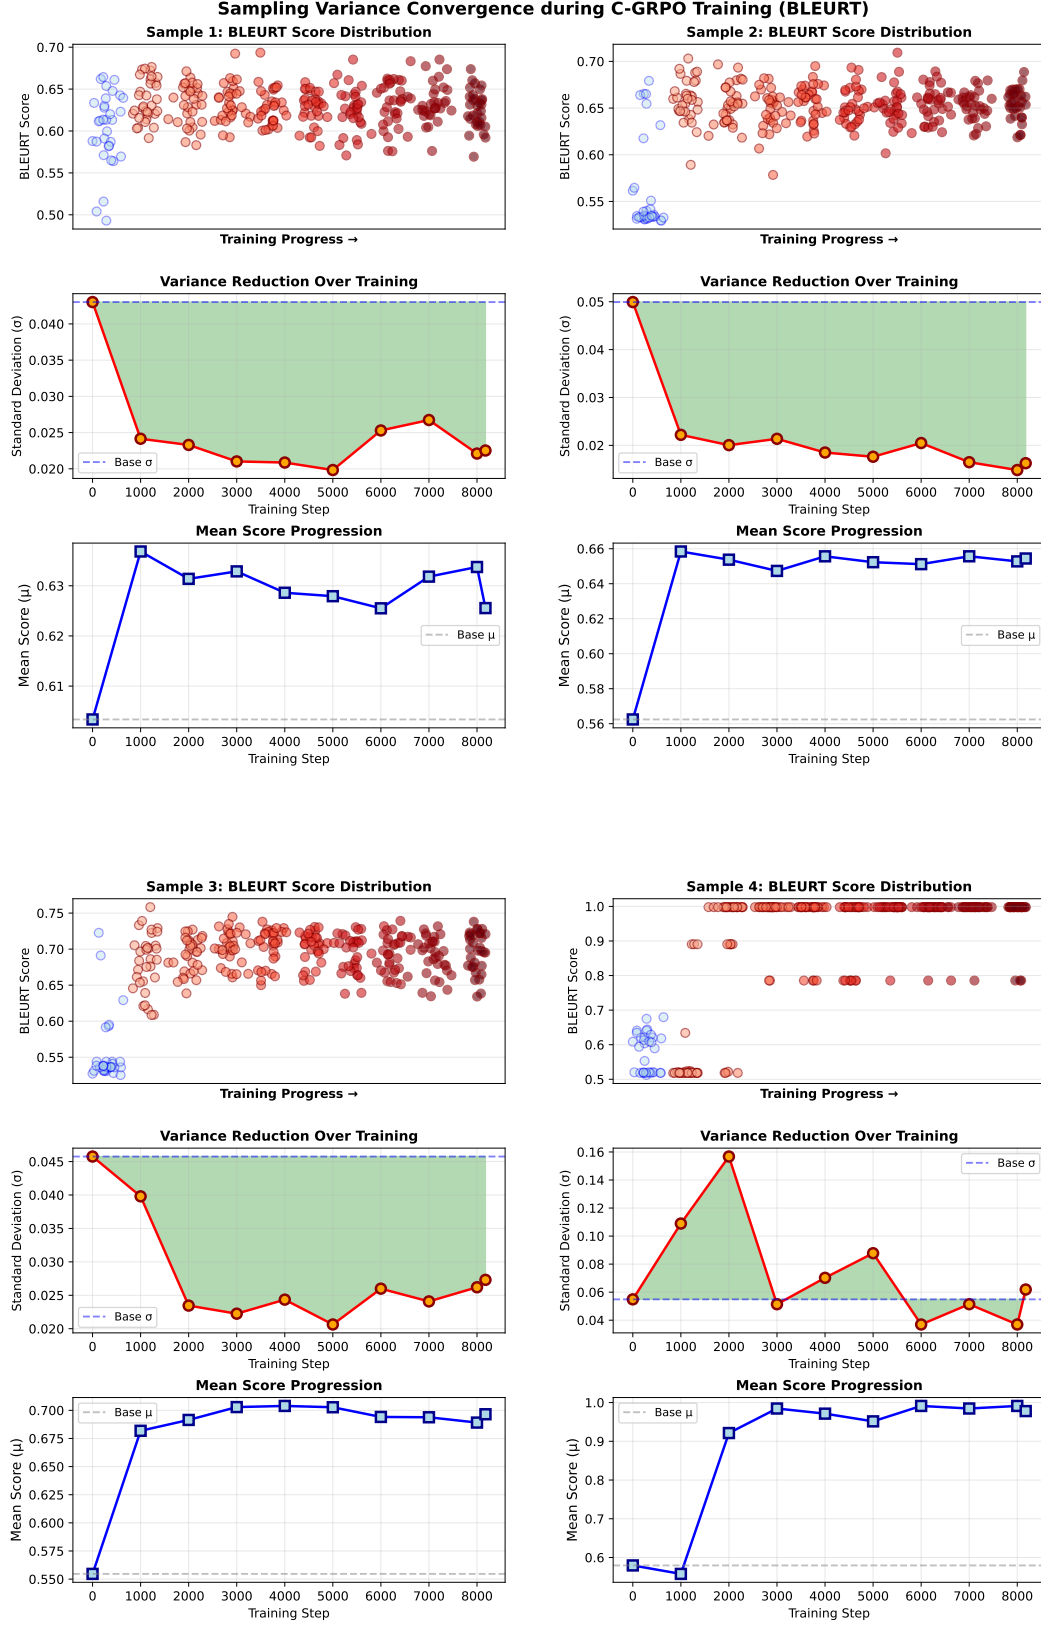 Sampling Variance Convergence during C-GRPO Training (BLEURT)
Sample 1: BLEURT Score Distribution
0.70
0.65
0.60
0.55
0.50
BLEURT Score
Training Progress →
Sample 2: BLEURT Score Distribution
0.70
0.65
0.60
0.55
BLEURT Score
Training Progress →
Variance Reduction Over Training
0.040
0.035
0.030
0.025
0.020
Standard Deviation (σ)
Base σ
0 1000 2000 3000 4000 5000 6000 7000 8000
Training Step
Variance Reduction Over Training
0.05
0.04
0.03
0.02
Standard Deviation (σ)
Base σ
0 1000 2000 3000 4000 5000 6000 7000 8000
Training Step
Mean Score Progression
0.63
0.62
0.61
Mean Score (μ)
Base μ
0 1000 2000 3000 4000 5000 6000 7000 8000
Training Step
Mean Score Progression
0.66
0.64
0.62
0.60
0.58
0.56
Mean Score (μ)
Base μ
0 1000 2000 3000 4000 5000 6000 7000 8000
Training Step
Sample 3: BLEURT Score Distribution
0.75
0.70
0.65
0.60
0.55
BLEURT Score
Training Progress →
Sample 4: BLEURT Score Distribution
1.0
0.9
0.8
0.7
0.6
0.5
BLEURT Score
Training Progress →
Variance Reduction Over Training
0.045
0.040
0.035
0.030
0.025
0.020
Standard Deviation (σ)
Base σ
0 1000 2000 3000 4000 5000 6000 7000 8000
Training Step
Variance Reduction Over Training
0.16
0.14
0.12
0.10
0.08
0.06
0.04
Standard Deviation (σ)
Base σ
0 1000 2000 3000 4000 5000 6000 7000 8000
Training Step
Mean Score Progression
0.700
0.675
0.650
0.625
0.600
0.575
0.550
Mean Score (μ)
Base μ
0 1000 2000 3000 4000 5000 6000 7000 8000
Training Step
Mean Score Progression
1.0
0.9
0.8
0.7
0.6
Mean Score (μ)
Base μ
0 1000 2000 3000 4000 5000 6000 7000 8000
Training Step